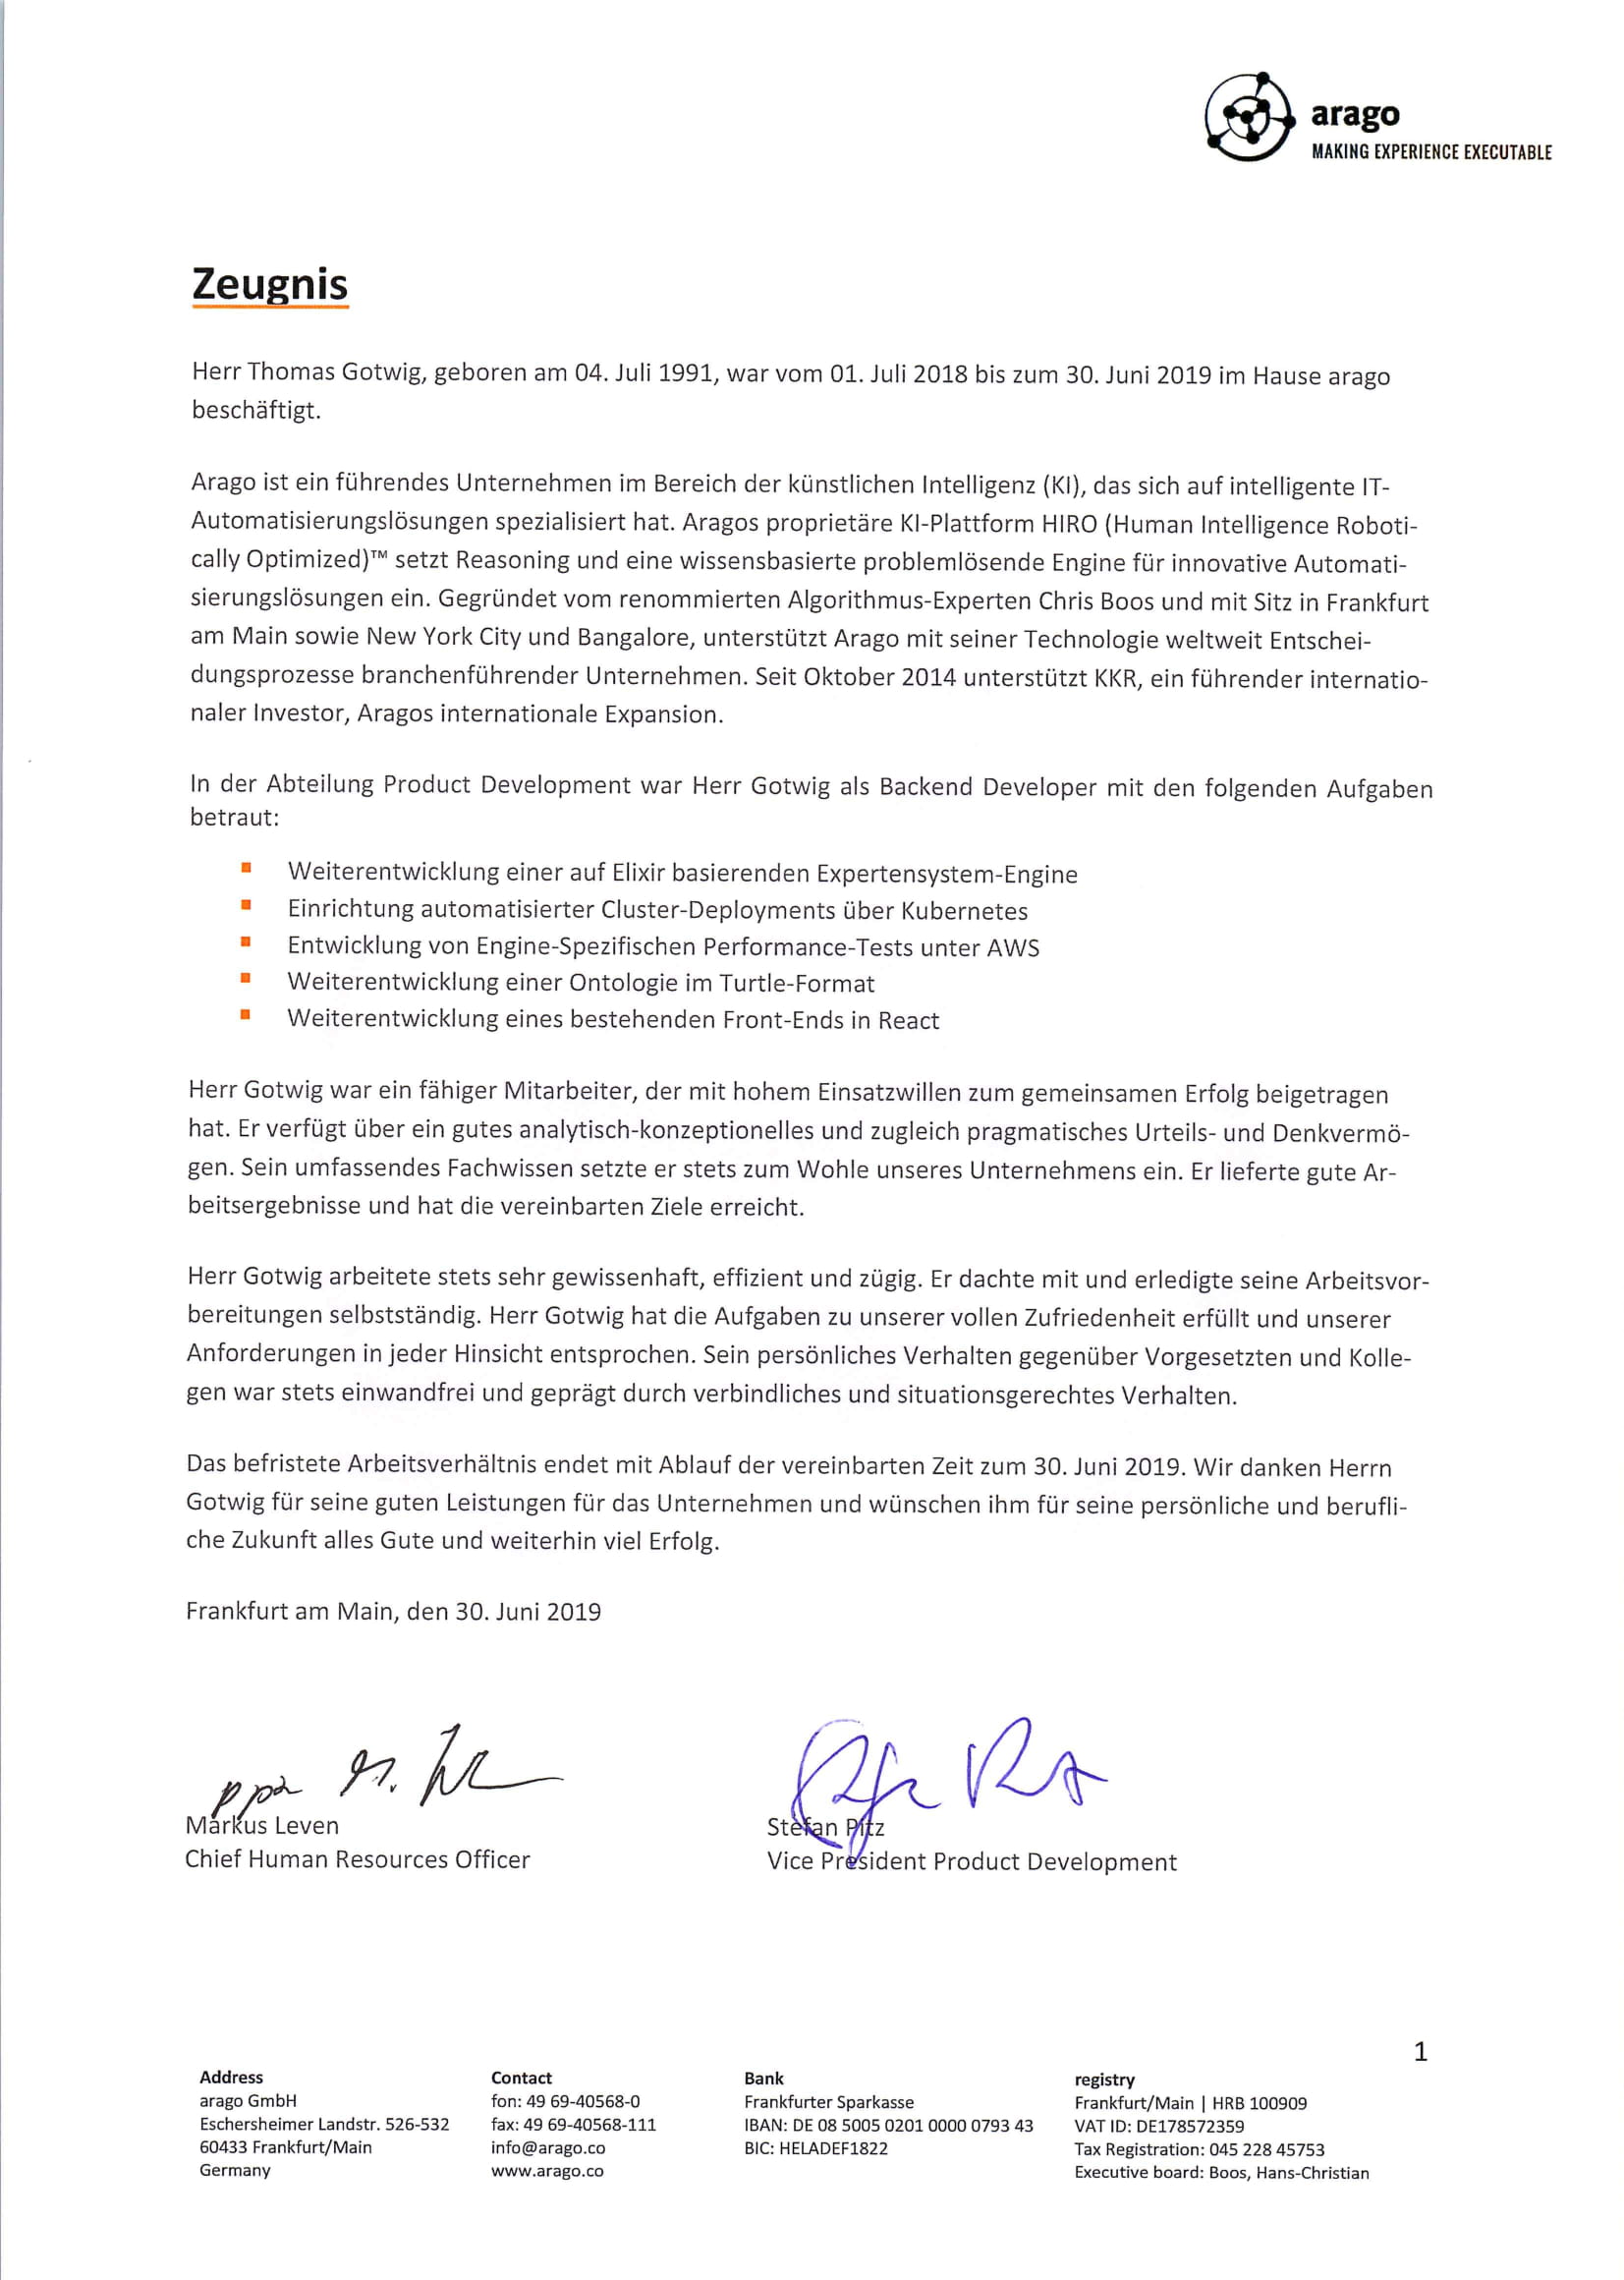 arago
MAKING EXPERIENCE EXECUTABLE
Zeugnis
Herr Thomas Gotwig, geboren am 04. Juli 1991, war vom 01. Juli 2018 bis zum 30. Juni 2019 im Hause arago
beschäftigt.
Arago ist ein führendes Unternehmen im Bereich der künstlichen Intelligenz (KI), das sich auf intelligente IT-
Automatisierungslösungen spezialisiert hat. Aragos proprietäre KI-Plattform HIRO (Human Intelligence Roboti-
cally Optimized)™ setzt Reasoning und eine wissensbasierte problemlösende Engine für innovative Automati-
sierungslösungen ein. Gegründet vom renommierten Algorithmus-Experten Chris Boos und mit Sitz in Frankfurt
am Main sowie New York City und Bangalore, unterstützt Arago mit seiner Technologie weltweit Entschei-
dungsprozesse branchenführender Unternehmen. Seit Oktober 2014 unterstützt KKR, ein führender internatio-
naler Investor, Aragos internationale Expansion.
In der Abteilung Product Development war Herr Gotwig als Backend Developer mit den folgenden Aufgaben
betraut:
Weiterentwicklung einer auf Elixir basierenden Expertensystem-Engine
Einrichtung automatisierter Cluster-Deployments über Kubernetes
Entwicklung von Engine-Spezifischen Performance-Tests unter AWS
Weiterentwicklung einer Ontologie im Turtle-Format
Weiterentwicklung eines bestehenden Front-Ends in React
Herr Gotwig war ein fähiger Mitarbeiter, der mit hohem Einsatzwillen zum gemeinsamen Erfolg beigetragen
hat. Er verfügt über ein gutes analytisch-konzeptionelles und zugleich pragmatisches Urteils- und Denkvermö-
gen. Sein umfassendes Fachwissen setzte er stets zum Wohle unseres Unternehmens ein. Er lieferte gute Ar-
beitsergebnisse und hat die vereinbarten Ziele erreicht.
Herr Gotwig arbeitete stets sehr gewissenhaft, effizient und zügig. Er dachte mit und erledigte seine Arbeitsvor-
bereitungen selbstständig. Herr Gotwig hat die Aufgaben zu unserer vollen Zufriedenheit erfüllt und unserer
Anforderungen in jeder Hinsicht entsprochen. Sein persönliches Verhalten gegenüber Vorgesetzten und Kolle-
gen war stets einwandfrei und geprägt durch verbindliches und situationsgerechtes Verhalten.
Das befristete Arbeitsverhältnis endet mit Ablauf der vereinbarten Zeit zum 30. Juni 2019. Wir danken Herrn
Gotwig für seine guten Leistungen für das Unternehmen und wünschen ihm für seine persönliche und berufli-
che Zukunft alles Gute und weiterhin viel Erfolg.
Frankfurt am Main, den 30. Juni 2019
ppa
Markus Leven
Chief Human Resources Officer
Stefan Pitz
Vice President Product Development
1
Address
arago GmbH
Eschersheimer Landstr. 526-532
60433 Frankfurt/Main
Germany
Contact
fon: 49 69-40568-0
fax: 49 69-40568-111
info@arago.co
www.arago.co
Bank
Frankfurter Sparkasse
IBAN: DE 08 5005 0201 0000 0793 43
BIC: HELADEF1822
registry
Frankfurt/Main | HRB 100909
VAT ID: DE178572359
Tax Registration: 045 228 45753
Executive board: Boos, Hans-Christian